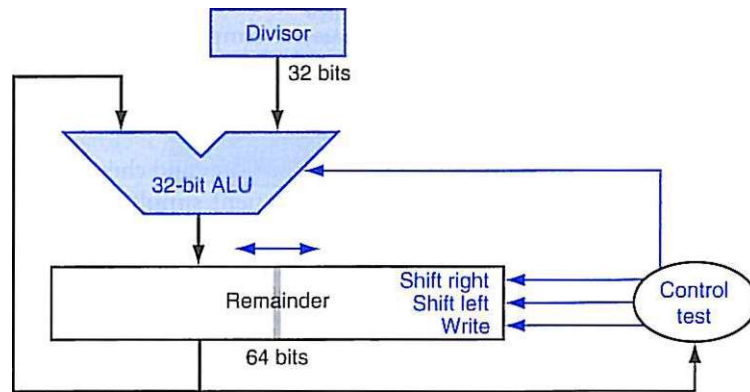 Divisor
32 bits
32-bit ALU
Remainder
Shift right
Shift left
Write
Control
test
64 bits